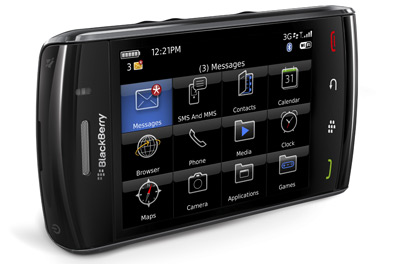 12:21PM
3G
3
(3) Messages
31
Messages
SMS And MMS
Contacts
Calendar
Browser
Phone
Media
Clock
Maps
Camera
Applications
Games
BlackBerry